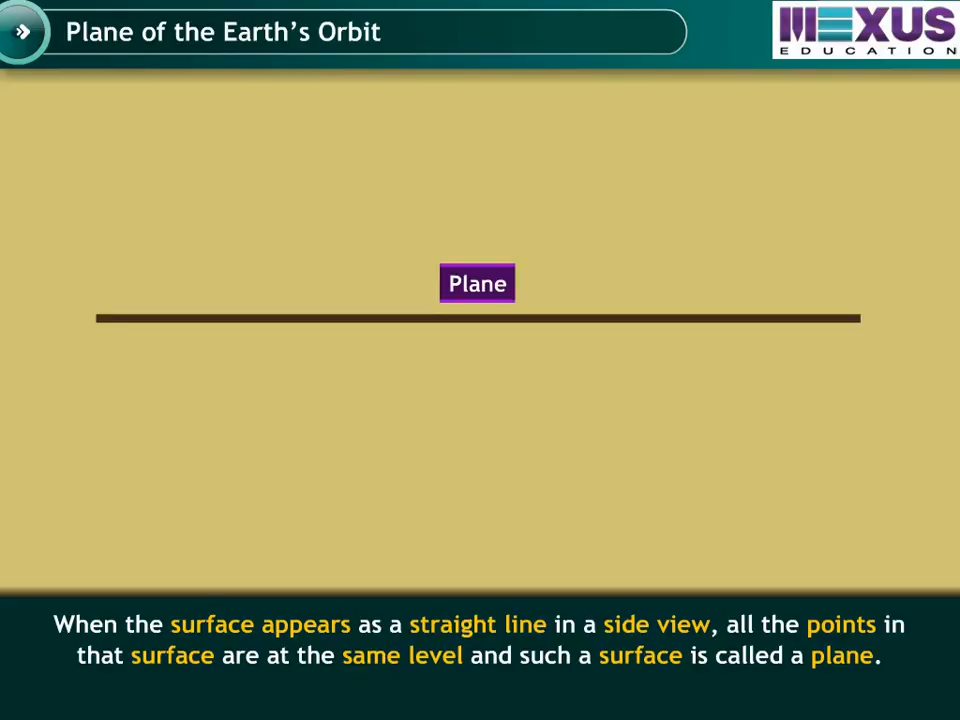 Plane of the Earth's Orbit
MEXUS
EDUCATION
Plane
When the surface appears as a straight line in a side view, all the points in
that surface are at the same level and such a surface is called a plane.